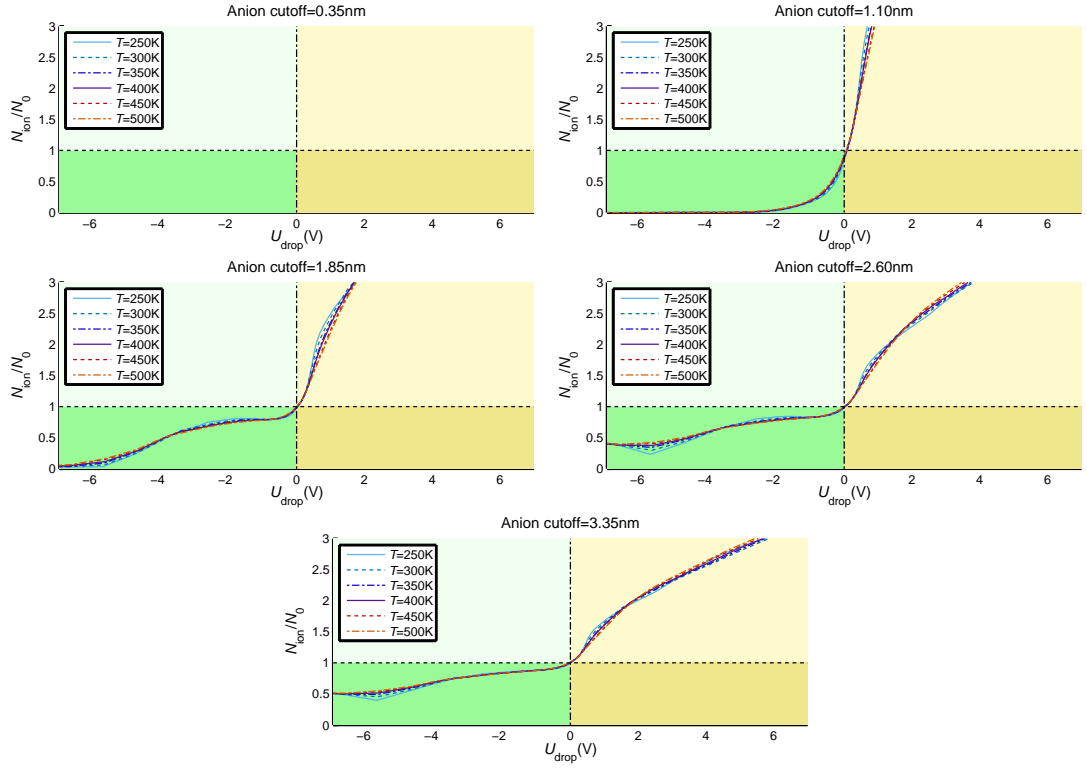 Anion cutoff=0.35nm
N_ion/N_0
3
2.5
2
1.5
1
0.5
0
T=250K
T=300K
T=350K
T=400K
T=450K
T=500K
−6 −4 −2 0 2 4 6
U_drop(V)
Anion cutoff=1.10nm
N_ion/N_0
3
2.5
2
1.5
1
0.5
0
T=250K
T=300K
T=350K
T=400K
T=450K
T=500K
−6 −4 −2 0 2 4 6
U_drop(V)
Anion cutoff=1.85nm
N_ion/N_0
3
2.5
2
1.5
1
0.5
0
T=250K
T=300K
T=350K
T=400K
T=450K
T=500K
−6 −4 −2 0 2 4 6
U_drop(V)
Anion cutoff=2.60nm
N_ion/N_0
3
2.5
2
1.5
1
0.5
0
T=250K
T=300K
T=350K
T=400K
T=450K
T=500K
−6 −4 −2 0 2 4 6
U_drop(V)
Anion cutoff=3.35nm
N_ion/N_0
3
2.5
2
1.5
1
0.5
0
T=250K
T=300K
T=350K
T=400K
T=450K
T=500K
−6 −4 −2 0 2 4 6
U_drop(V)